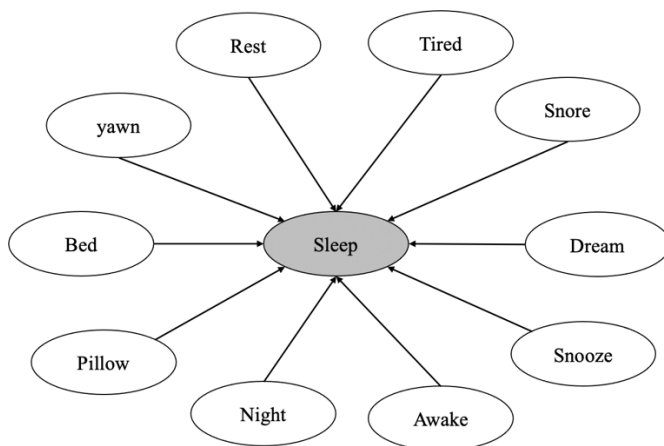 Rest
Tired
yawn
Snore
Bed
Sleep
Dream
Pillow
Snooze
Night
Awake